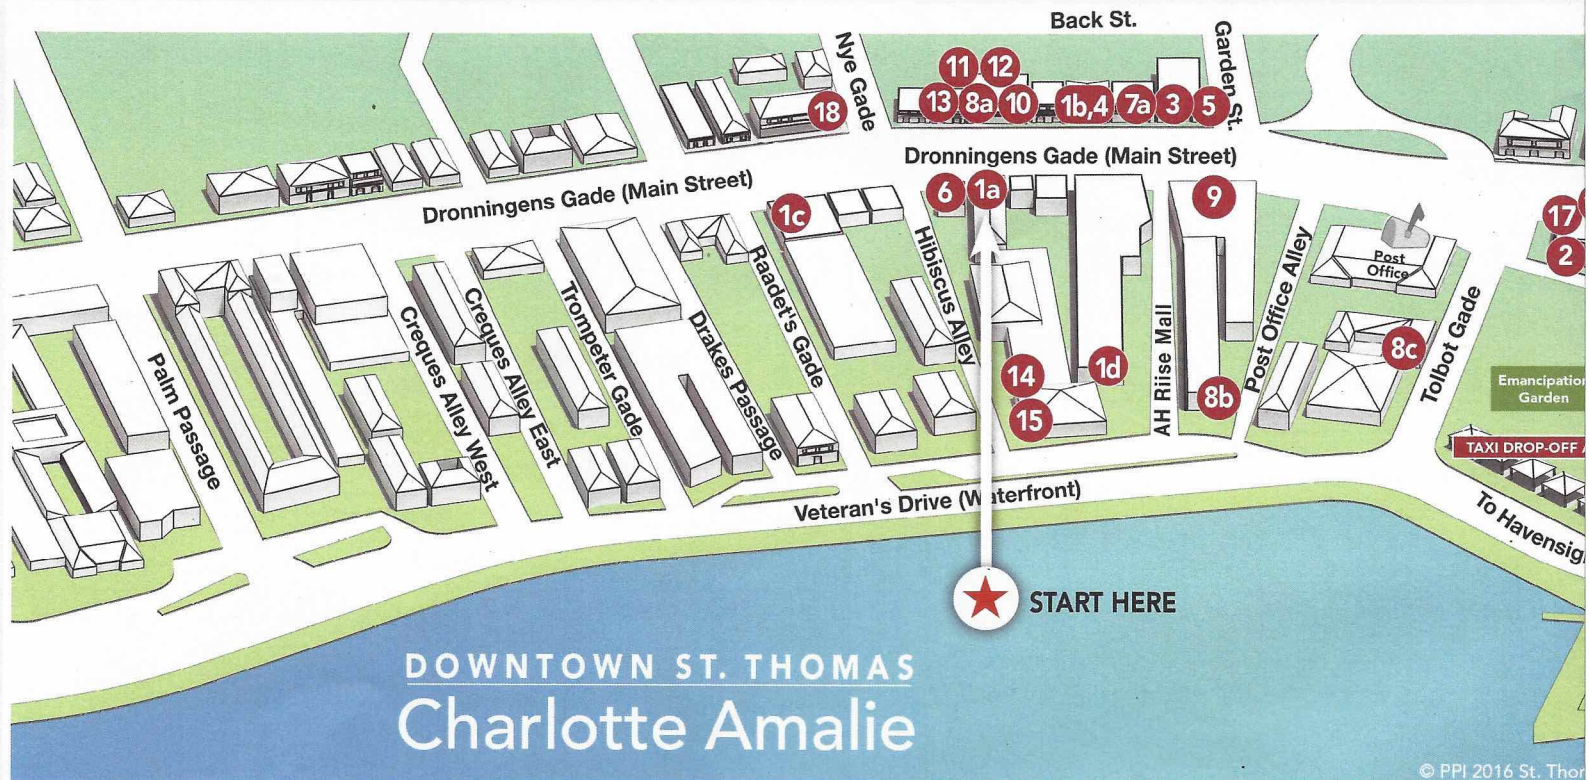 Back St.
Nye Gade
Garden St.
11
12
18
13
8a
10
1b,4
7a
3
5
Dronningens Gade (Main Street)
Dronningens Gade (Main Street)
6
1a
9
1c
17
2
Post
Office
Palm Passage
Creques Alley West
Creques Alley East
Trompeter Gade
Drakes Passage
Raadet's Gade
Hibiscus Alley
AH Riise Mall
Post Office Alley
Tolbot Gade
14
15
1d
8b
8c
Emancipation
Garden
TAXI DROP-OFF
Veteran's Drive (Waterfront)
To Havensig
START HERE
DOWNTOWN ST. THOMAS
Charlotte Amalie
© PPI 2016 St. Thom